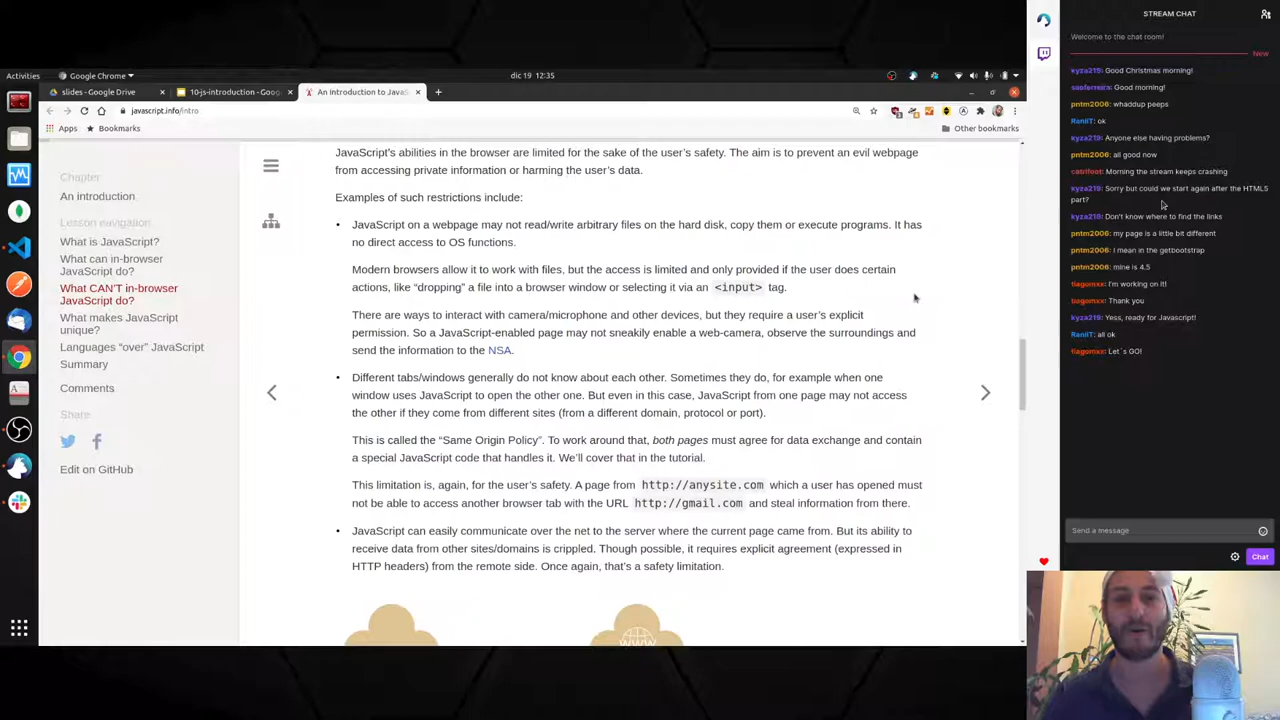 STREAM CHAT
Welcome to the chat room!
New
Activities
Google Chrome
dic 19 12:35
slides - Google Drive
10-js-introduction - Goog
An Introduction to JavaS
javascript.info/intro
Apps
Bookmarks
Other bookmarks
Chapter
An introduction
Lesson navigation
What is JavaScript?
What can in-browser
JavaScript do?
What CAN'T in-browser
JavaScript do?
What makes JavaScript
unique?
Languages “over” JavaScript
Summary
Comments
Share
Edit on GitHub
JavaScript’s abilities in the browser are limited for the sake of the user’s safety. The aim is to prevent an evil webpage
from accessing private information or harming the user’s data.
Examples of such restrictions include:
• JavaScript on a webpage may not read/write arbitrary files on the hard disk, copy them or execute programs. It has
no direct access to OS functions.
Modern browsers allow it to work with files, but the access is limited and only provided if the user does certain
actions, like “dropping” a file into a browser window or selecting it via an <input> tag.
There are ways to interact with camera/microphone and other devices, but they require a user’s explicit
permission. So a JavaScript-enabled page may not sneakily enable a web-camera, observe the surroundings and
send the information to the NSA.
• Different tabs/windows generally do not know about each other. Sometimes they do, for example when one
window uses JavaScript to open the other one. But even in this case, JavaScript from one page may not access
the other if they come from different sites (from a different domain, protocol or port).
This is called the “Same Origin Policy”. To work around that, both pages must agree for data exchange and contain
a special JavaScript code that handles it. We’ll cover that in the tutorial.
This limitation is, again, for the user’s safety. A page from http://anysite.com which a user has opened must
not be able to access another browser tab with the URL http://gmail.com and steal information from there.
• JavaScript can easily communicate over the net to the server where the current page came from. But its ability to
receive data from other sites/domains is crippled. Though possible, it requires explicit agreement (expressed in
HTTP headers) from the remote side. Once again, that’s a safety limitation.
WWW
kyza219: Good Christmas morning!
Good morning!
pntm2006: whaddup peeps
RaniiT: ok
kyza219: Anyone else having problems?
pntm2006: all good now
Morning the stream keeps crashing
kyza219: Sorry but could we start again after the HTML5
part?
kyza219: Don't know where to find the links
pntm2006: my page is a little bit different
pntm2006: I mean in the getbootstrap
pntm2006: mine is 4,5
tiagomxx: I'm working on it!
tiagomxx: Thank you
kyza219: Yess, ready for Javascript!
RaniiT: all ok
tiagomxx: Let´s GO!
Send a message
Chat